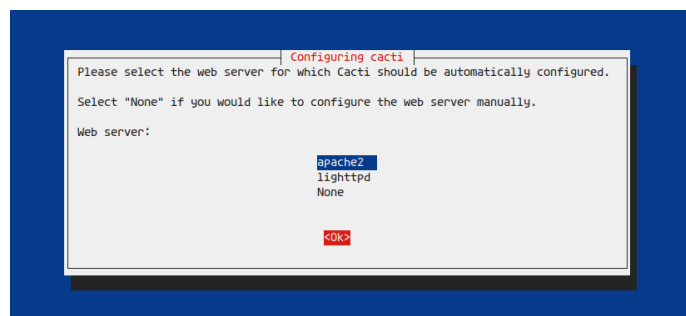 Configuring cacti
Please select the web server for which Cacti should be automatically configured.
Select "None" if you would like to configure the web server manually.
Web server:
apache2
lighttpd
None
<Ok>